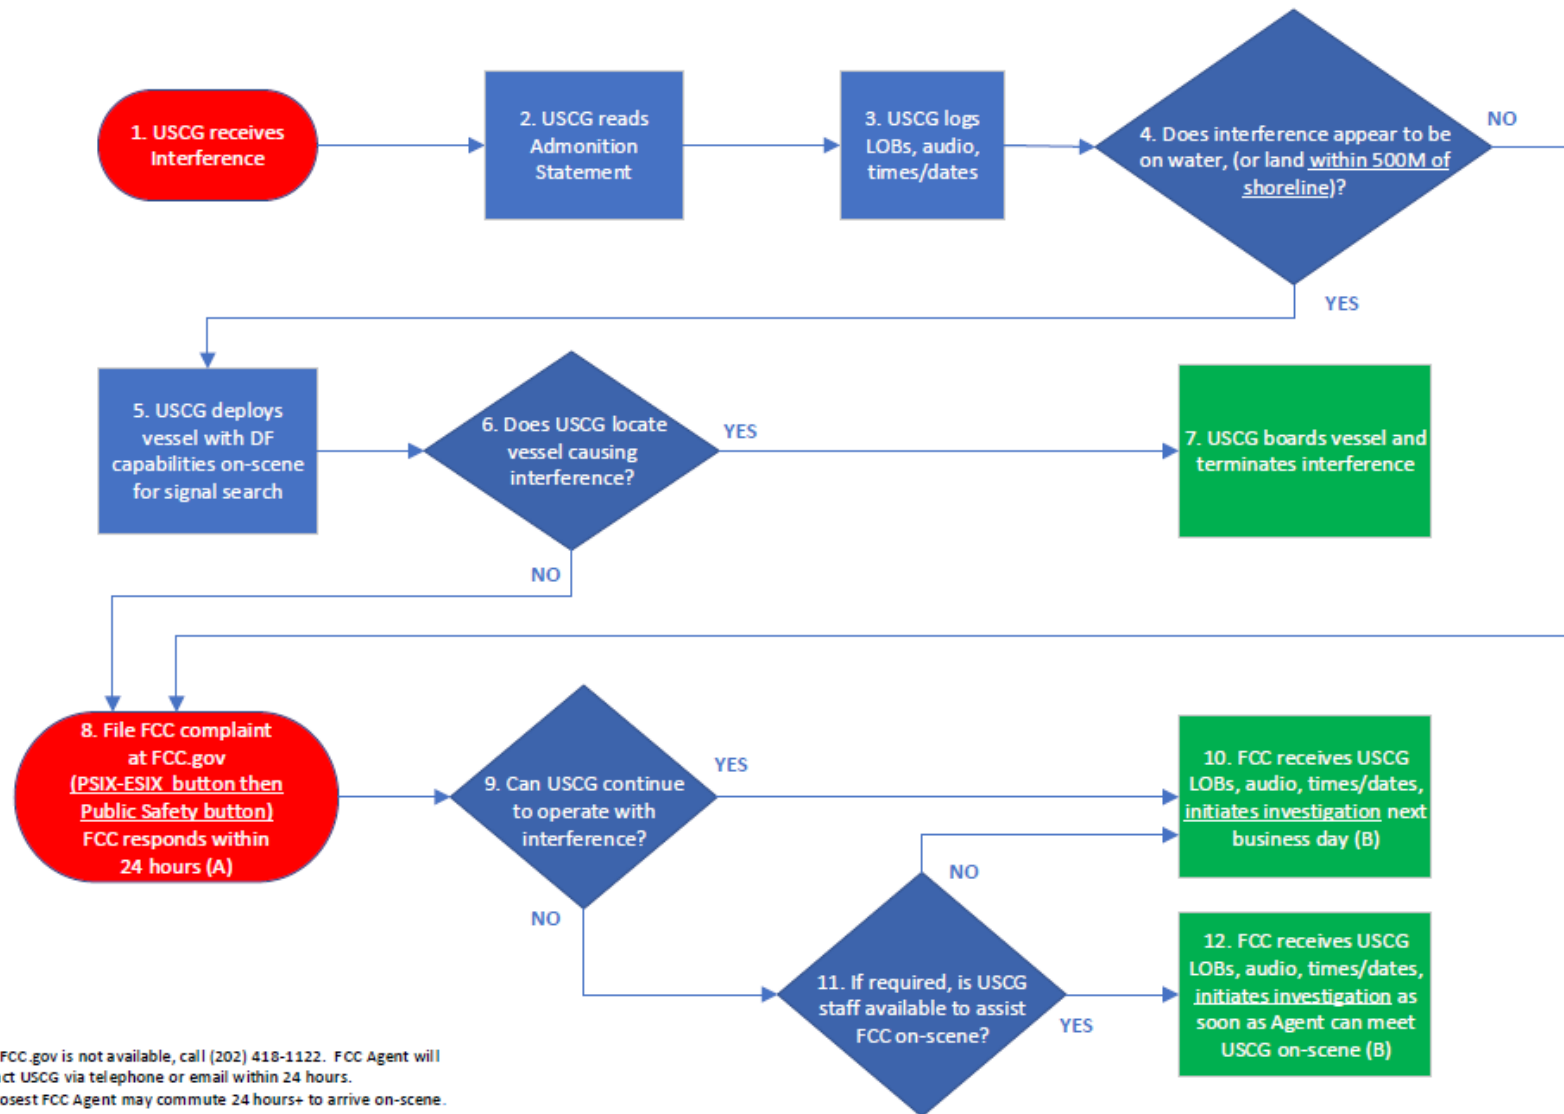 1. USCG receives
Interference
2. USCG reads
Admonition
Statement
3. USCG logs
LOBs, audio,
times/dates
4. Does interference appear to be
on water, (or land within 500M of
shoreline)?
NO
YES
5. USCG deploys
vessel with DF
capabilities on-scene
for signal search
6. Does USCG locate
vessel causing
interference?
YES
NO
7. USCG boards vessel and
terminates interference
8. File FCC complaint
at FCC.gov
(PSIX-ESIX button then
Public Safety button)
FCC responds within
24 hours (A)
9. Can USCG continue
to operate with
interference?
YES
NO
10. FCC receives USCG
LOBs, audio, times/dates,
initiates investigation next
business day (B)
11. If required, is USCG
staff available to assist
FCC on-scene?
NO
YES
12. FCC receives USCG
LOBs, audio, times/dates,
initiates investigation as
soon as Agent can meet
USCG on-scene (B)
FCC.gov is not available, call (202) 418-1122. FCC Agent will
USCG via telephone or email within 24 hours.
FCC Agent may commute 24 hours+ to arrive on-scene.